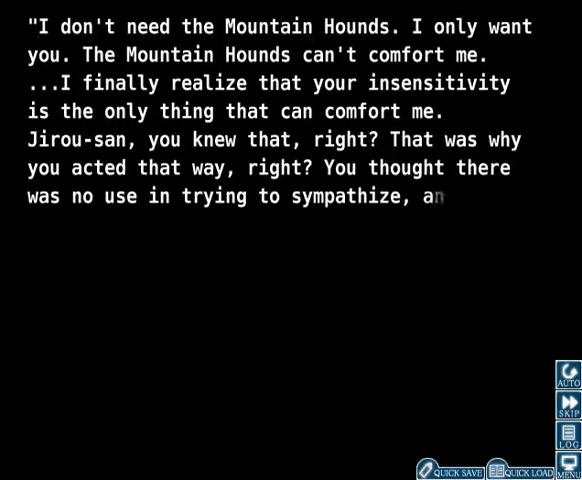 "I don't need the Mountain Hounds. I only want
you. The Mountain Hounds can't comfort me.
...I finally realize that your insensitivity
is the only thing that can comfort me.
Jirou-san, you knew that, right? That was why
you acted that way, right? You thought there
was no use in trying to sympathize, an
AUTO
SKIP
LOG
QUICK SAVE QUICK LOAD MENU